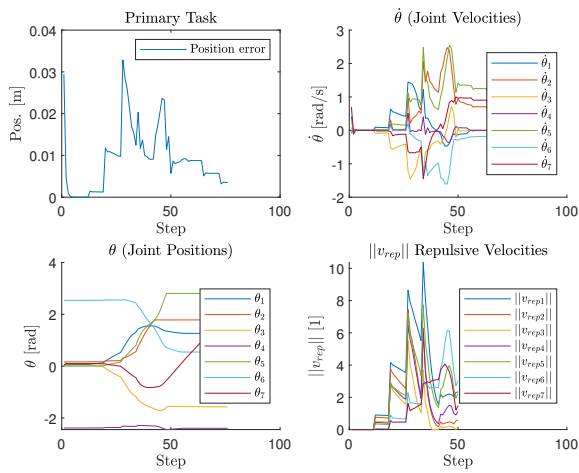 Primary Task
0.04
0.03
0.02
0.01
0
Pos. [m]
0 50 100
Step
Position error
θ̇ (Joint Velocities)
3
2
1
0
-1
-2
θ̇ [rad/s]
0 50 100
Step
θ̇1
θ̇2
θ̇3
θ̇4
θ̇5
θ̇6
θ̇7
θ (Joint Positions)
4
2
0
-2
θ [rad]
0 50 100
Step
θ1
θ2
θ3
θ4
θ5
θ6
θ7
||vrep|| Repulsive Velocities
10
8
6
4
2
0
||vrep|| [1]
0 50 100
Step
||vrep1||
||vrep2||
||vrep3||
||vrep4||
||vrep5||
||vrep6||
||vrep7||